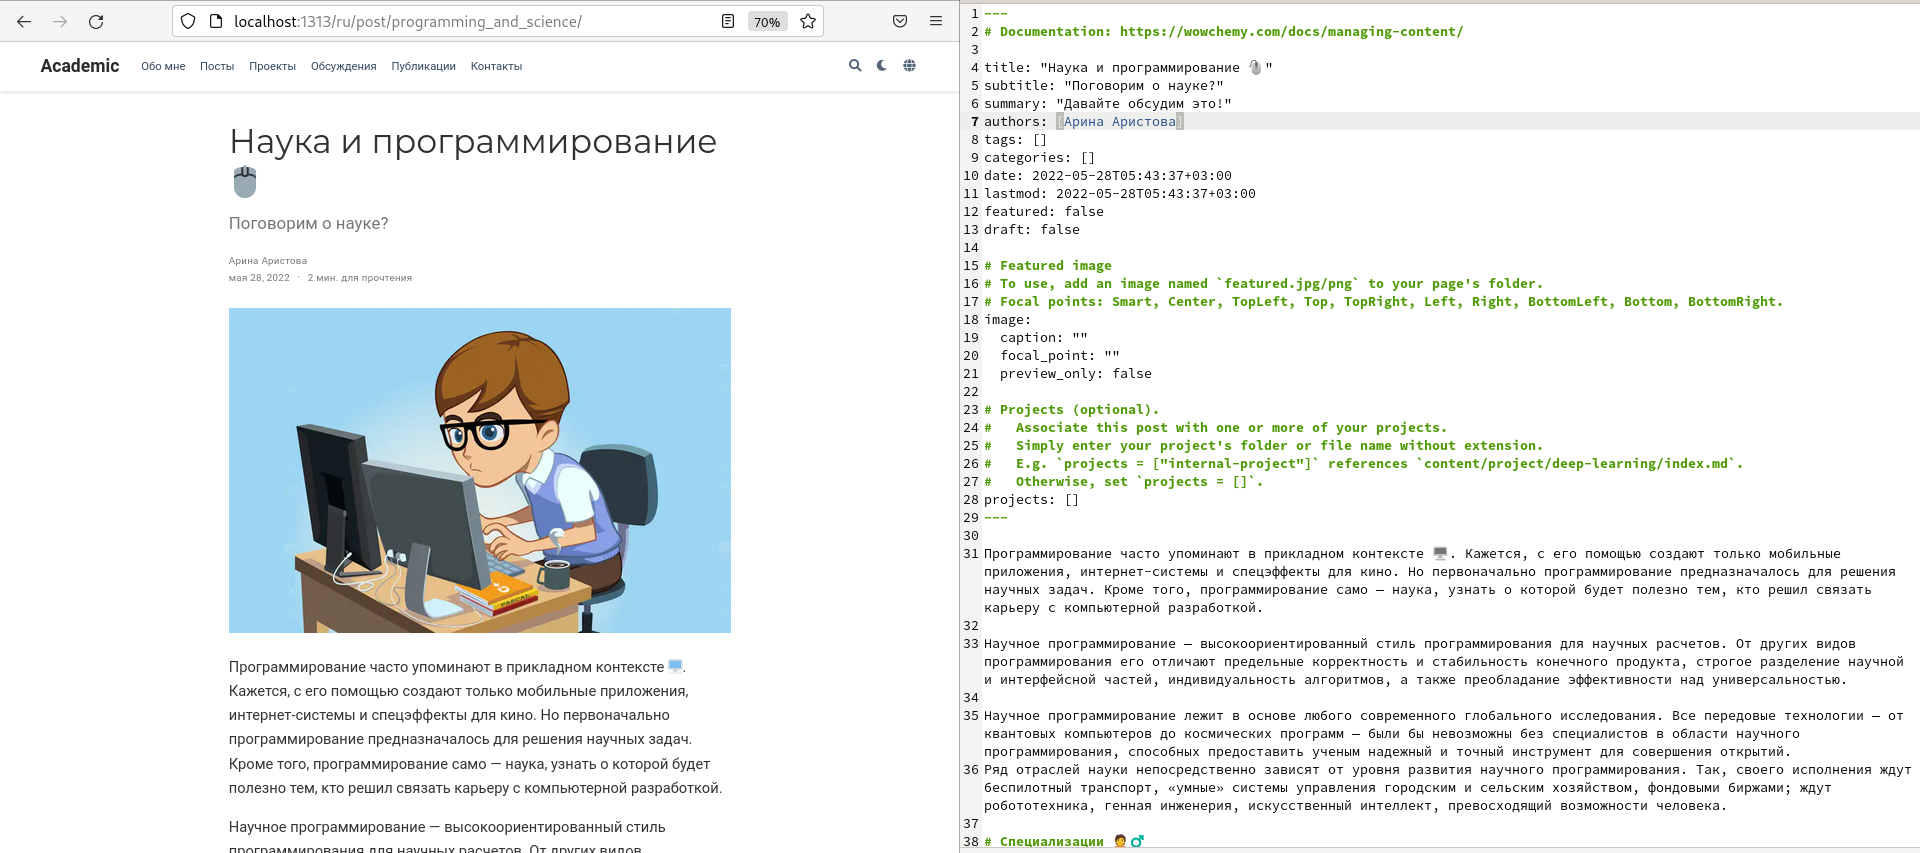 localhost:1313/ru/post/programming_and_science/
70%
Academic
Обо мне
Посты
Проекты
Обсуждения
Публикации
Контакты
Наука и программирование
🖱️
Поговорим о науке?
Арина Аристова
мая 28, 2022 · 2 мин. для прочтения
PASCAL
Программирование часто упоминают в прикладном контексте 🖥️.
Кажется, с его помощью создают только мобильные приложения,
интернет-системы и спецэффекты для кино. Но первоначально
программирование предназначалось для решения научных задач.
Кроме того, программирование само — наука, узнать о которой будет
полезно тем, кто решил связать карьеру с компьютерной разработкой.
Научное программирование — высокоориентированный стиль
программирования для научных расчетов. От других видов
1 ---
2 # Documentation: https://wowchemy.com/docs/managing-content/
3
4 title: "Наука и программирование 🖱️"
5 subtitle: "Поговорим о науке?"
6 summary: "Давайте обсудим это!"
7 authors: [Арина Аристова]
8 tags: []
9 categories: []
10 date: 2022-05-28T05:43:37+03:00
11 lastmod: 2022-05-28T05:43:37+03:00
12 featured: false
13 draft: false
14
15 # Featured image
16 # To use, add an image named `featured.jpg/png` to your page's folder.
17 # Focal points: Smart, Center, TopLeft, Top, TopRight, Left, Right, BottomLeft, Bottom, BottomRight.
18 image:
19 caption: ""
20 focal_point: ""
21 preview_only: false
22
23 # Projects (optional).
24 # Associate this post with one or more of your projects.
25 # Simply enter your project's folder or file name without extension.
26 # E.g. `projects = ["internal-project"]` references `content/project/deep-learning/index.md`.
27 # Otherwise, set `projects = []`.
28 projects: []
29 ---
30
31 Программирование часто упоминают в прикладном контексте 🖥️. Кажется, с его помощью создают только мобильные
приложения, интернет-системы и спецэффекты для кино. Но первоначально программирование предназначалось для решения
научных задач. Кроме того, программирование само — наука, узнать о которой будет полезно тем, кто решил связать
карьеру с компьютерной разработкой.
32
33 Научное программирование — высокоориентированный стиль программирования для научных расчетов. От других видов
программирования его отличают предельные корректность и стабильность конечного продукта, строгое разделение научной
и интерфейсной частей, индивидуальность алгоритмов, а также преобладание эффективности над универсальностью.
34
35 Научное программирование лежит в основе любого современного глобального исследования. Все передовые технологии — от
квантовых компьютеров до космических программ — были бы невозможны без специалистов в области научного
программирования, способных предоставить ученым надежный и точный инструмент для совершения открытий.
36 Ряд отраслей науки непосредственно зависят от уровня развития научного программирования. Так, своего исполнения ждут
беспилотный транспорт, «умные» системы управления городским и сельским хозяйством, фондовыми биржами; ждут
робототехника, генная инженерия, искусственный интеллект, превосходящий возможности человека.
37
38 # Специализации 💆‍♂️